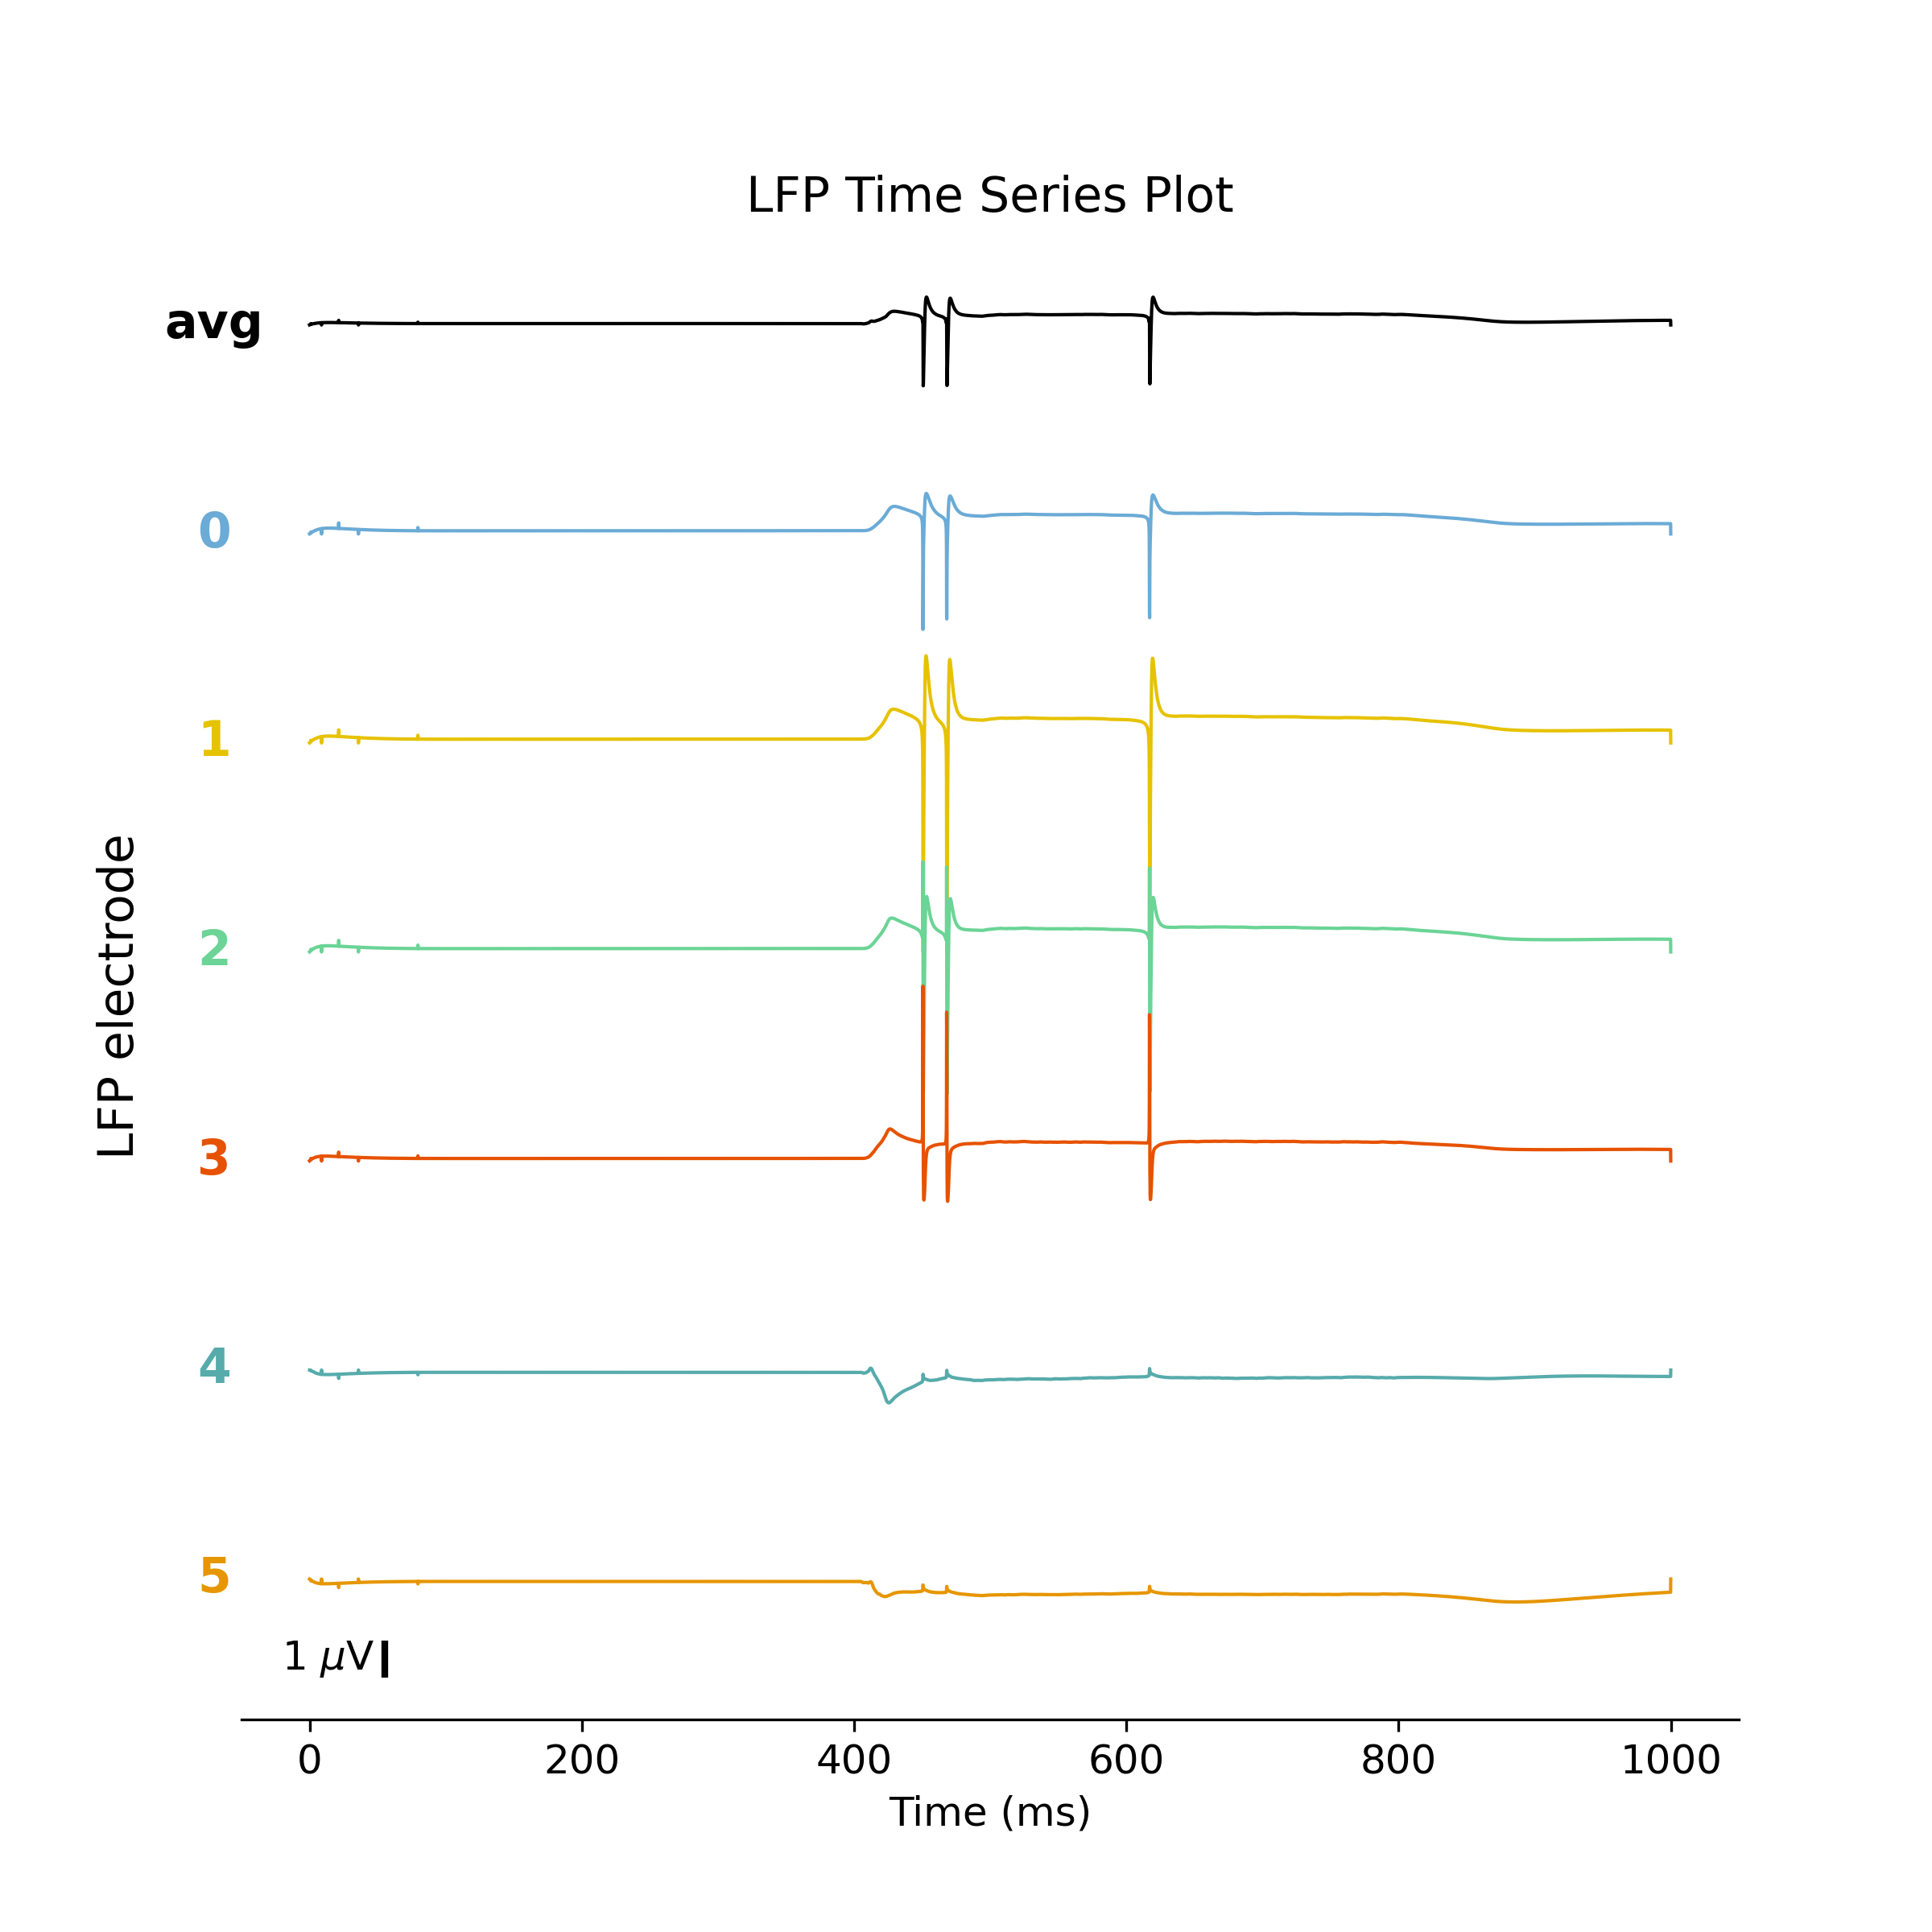 LFP Time Series Plot
avg
0
1
2
3
4
5
LFP electrode
1 μV
0 200 400 600 800 1000
Time (ms)